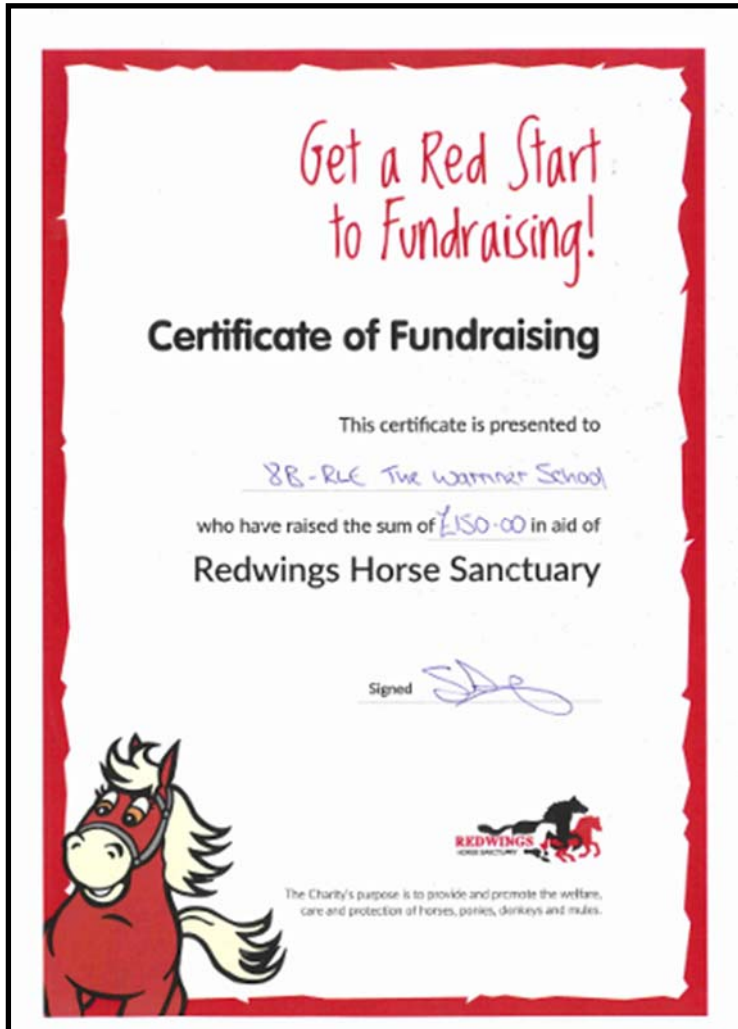 Get a Red Start
to Fundraising!
Certificate of Fundraising
This certificate is presented to
8B-RLE The Warriner School
who have raised the sum of £150-00 in aid of
Redwings Horse Sanctuary
Signed
REDWINGS
HORSE SANCTUARY
The Charity's purpose is to provide and promote the welfare,
care and protection of horses, ponies, donkeys and mules.